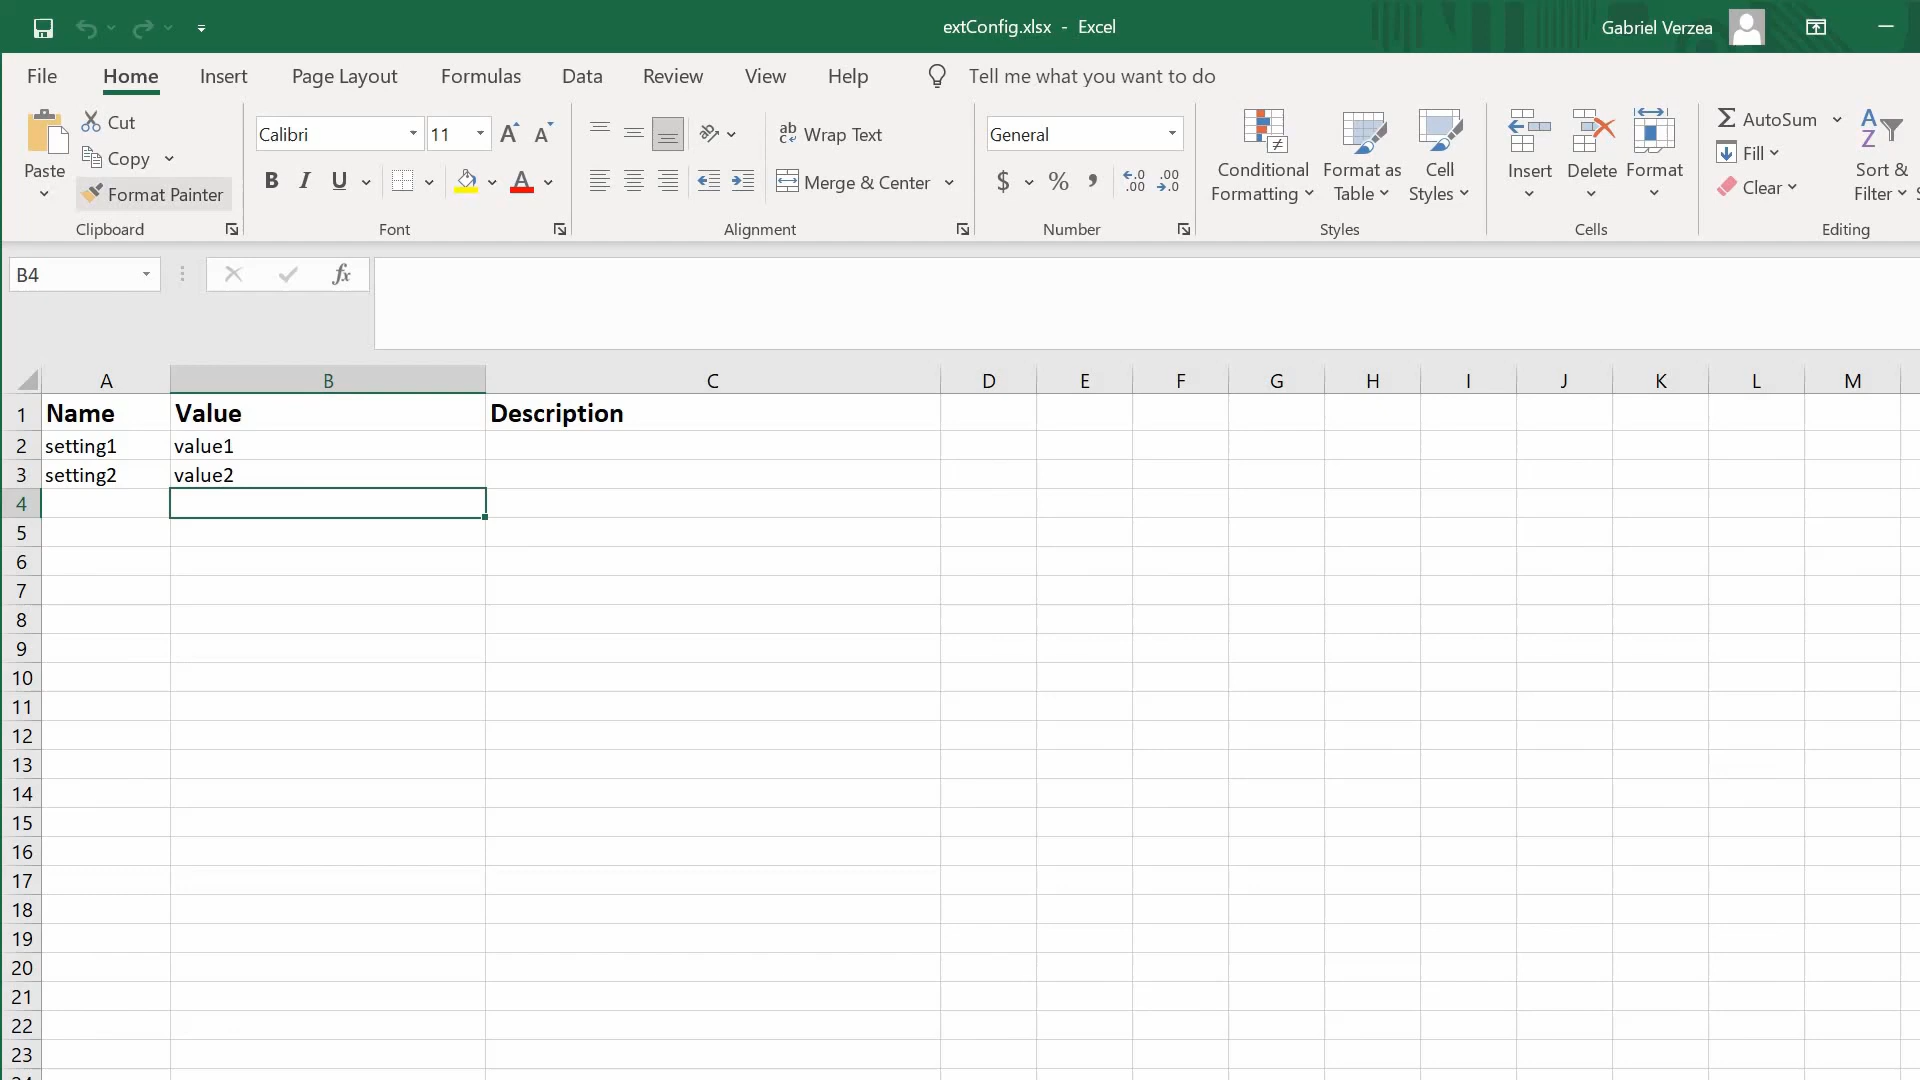 extConfig.xlsx - Excel
Gabriel Verzea
File Home Insert Page Layout Formulas Data Review View Help Tell me what you want to do
Paste
Cut
Copy
Format Painter
Clipboard
Calibri 11
B I U
Font
Wrap Text
Merge & Center
Alignment
General
$ % ,
Number
Conditional Formatting
Format as Table
Cell Styles
Styles
Insert
Delete
Format
Cells
AutoSum
Fill
Clear
Sort & Filter
Editing
B4 fx
A B C D E F G H I J K L M
1 Name Value Description
2 setting1 value1
3 setting2 value2
4
5
6
7
8
9
10
11
12
13
14
15
16
17
18
19
20
21
22
23